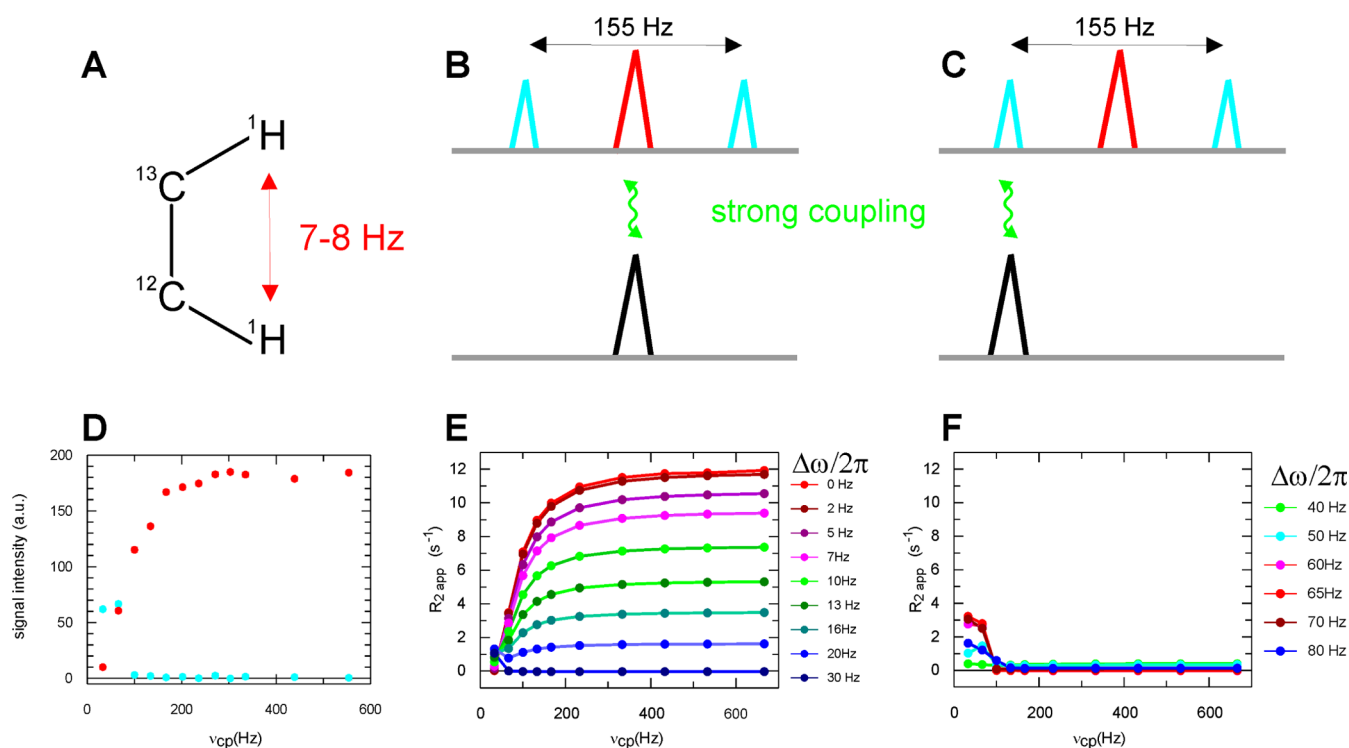 A
¹H
¹³C
7-8 Hz
¹²C
¹H
B
155 Hz
C
155 Hz
strong coupling
D
signal intensity (a.u.)
200
150
100
50
0
0 200 400 600
νcp(Hz)
E
R₂ app (s⁻¹)
12
10
8
6
4
2
0
0 200 400 600
νcp(Hz)
Δω/2π
0 Hz
2 Hz
5 Hz
7Hz
10Hz
13 Hz
16Hz
20Hz
30 Hz
F
R₂ app (s⁻¹)
12
10
8
6
4
2
0
0 200 400 600
νcp(Hz)
Δω/2π
40 Hz
50 Hz
60Hz
65Hz
70 Hz
80 Hz